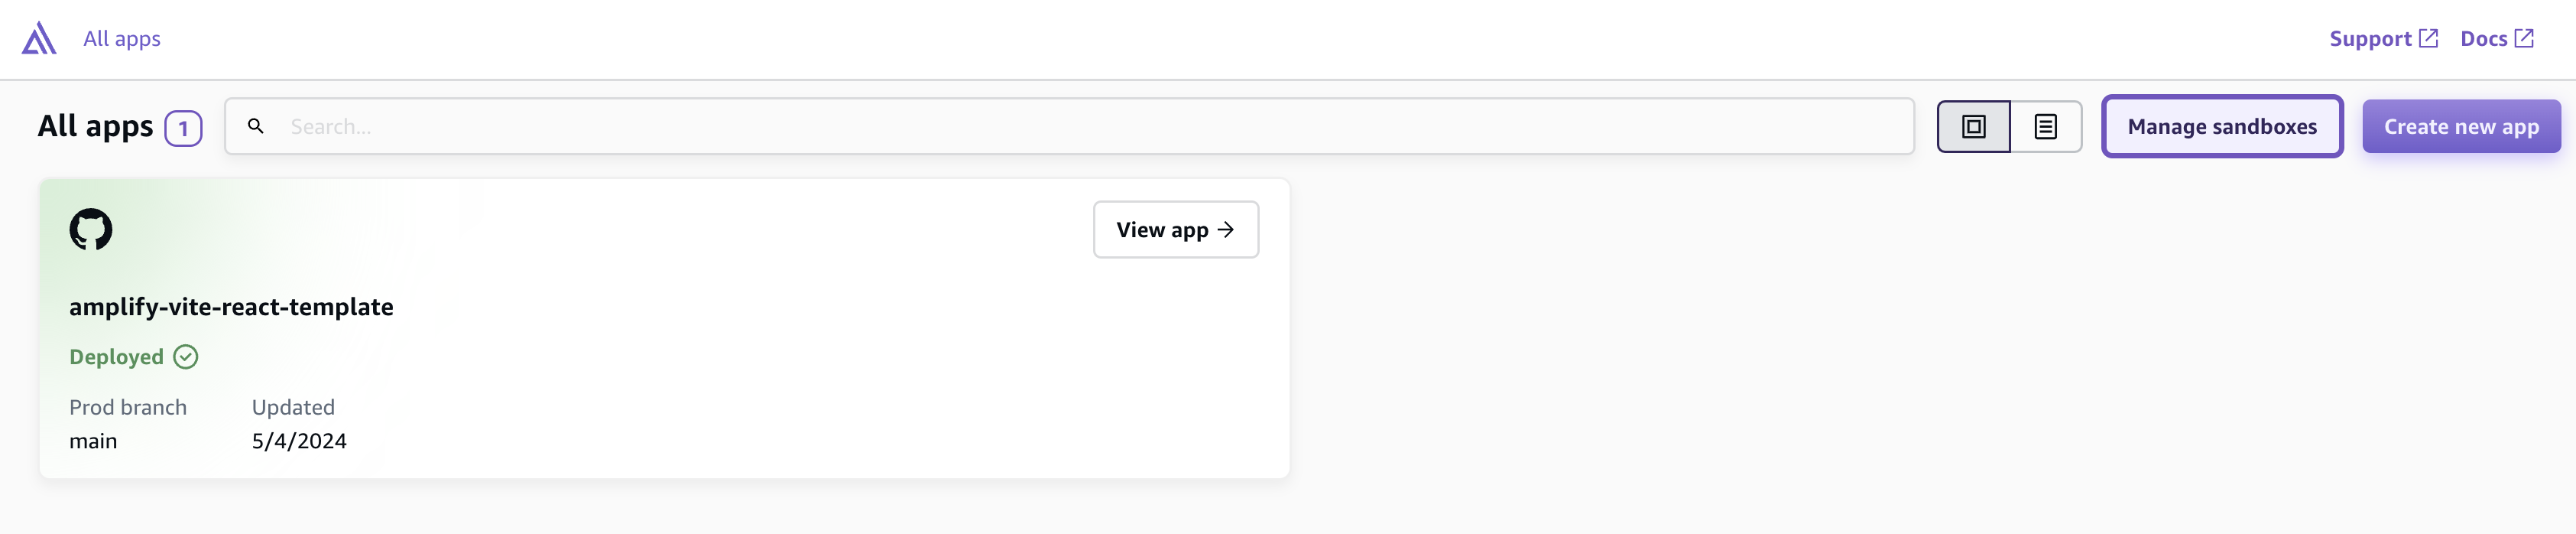 All apps
Support
Docs
All apps 1
Search...
Manage sandboxes
Create new app
View app →
amplify-vite-react-template
Deployed
Prod branch Updated
main 5/4/2024